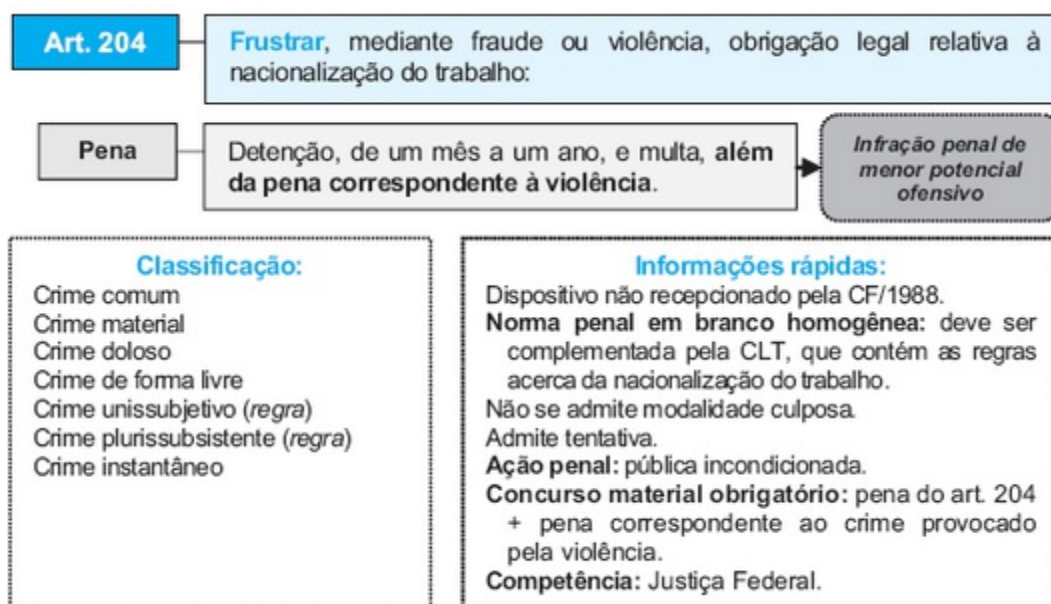 Art. 204
Frustrar, mediante fraude ou violência, obrigação legal relativa à
nacionalização do trabalho:
Pena
Detenção, de um mês a um ano, e multa, além
da pena correspondente à violência.
Infração penal de
menor potencial
ofensivo
Classificação:
Crime comum
Crime material
Crime doloso
Crime de forma livre
Crime unissubjetivo (regra)
Crime plurissubsistente (regra)
Crime instantâneo
Informações rápidas:
Dispositivo não recepcionado pela CF/1988.
Norma penal em branco homogênea: deve ser
complementada pela CLT, que contém as regras
acerca da nacionalização do trabalho.
Não se admite modalidade culposa.
Admite tentativa.
Ação penal: pública incondicionada.
Concurso material obrigatório: pena do art. 204
+ pena correspondente ao crime provocado
pela violência.
Competência: Justiça Federal.